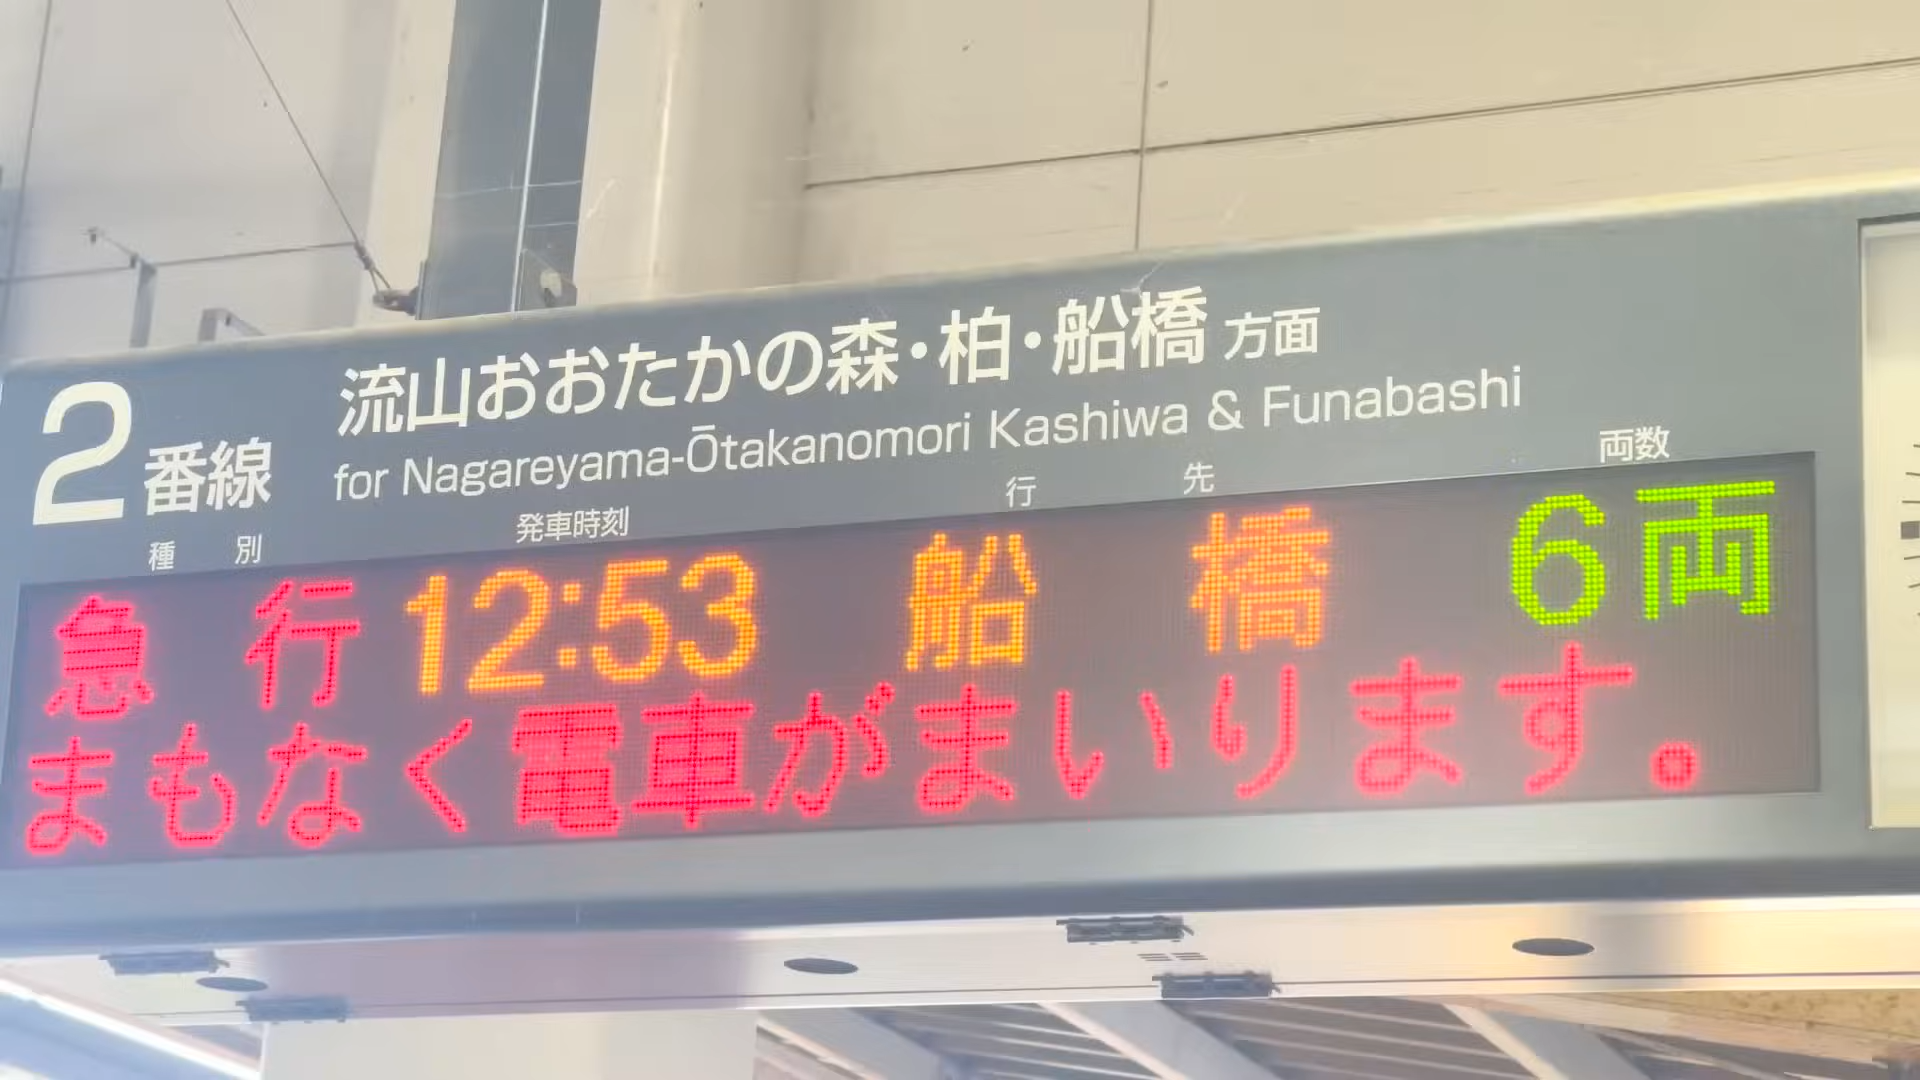 2番線
流山おおたかの森・柏・船橋 方面
for Nagareyama-Ōtakanomori Kashiwa & Funabashi
種別 発車時刻 行先 両数
急行 12:53 船橋 6両
まもなく電車がまいります。